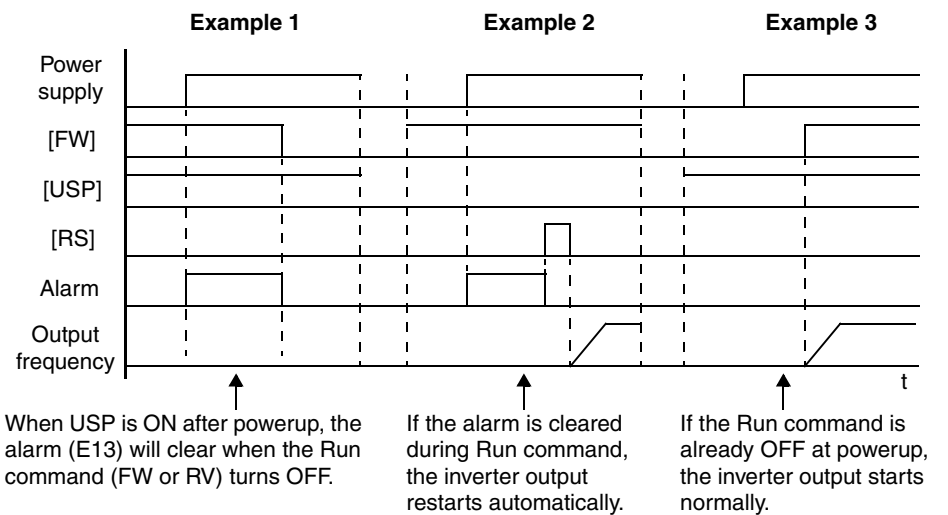 Example 1
Example 2
Example 3
Power
supply
[FW]
[USP]
[RS]
Alarm
Output
frequency
t
When USP is ON after powerup, the
alarm (E13) will clear when the Run
command (FW or RV) turns OFF.
If the alarm is cleared
during Run command,
the inverter output
restarts automatically.
If the Run command is
already OFF at powerup,
the inverter output starts
normally.